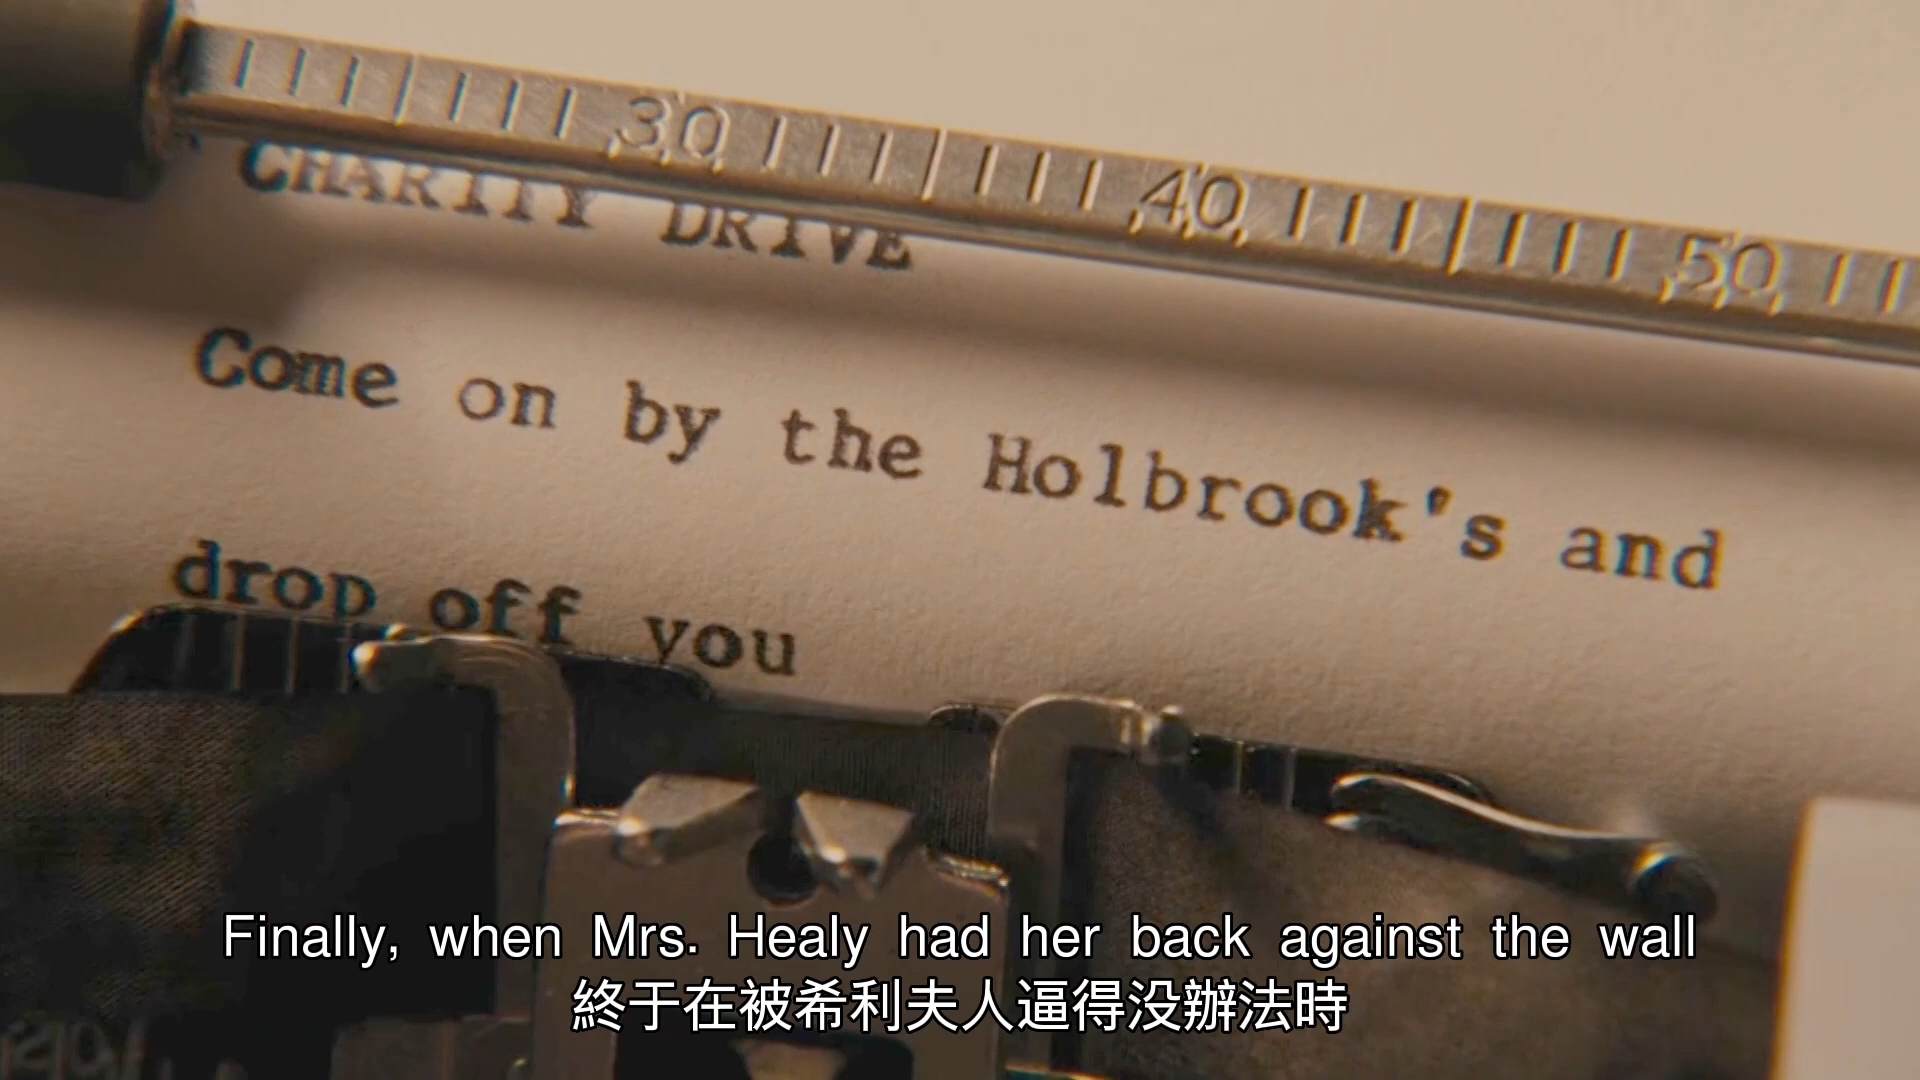 30 40 50
CHARITY DRIVE
Come on by the Holbrook's and
drop off you
Finally, when Mrs. Healy had her back against the wall
終于在被希利夫人逼得没辦法時